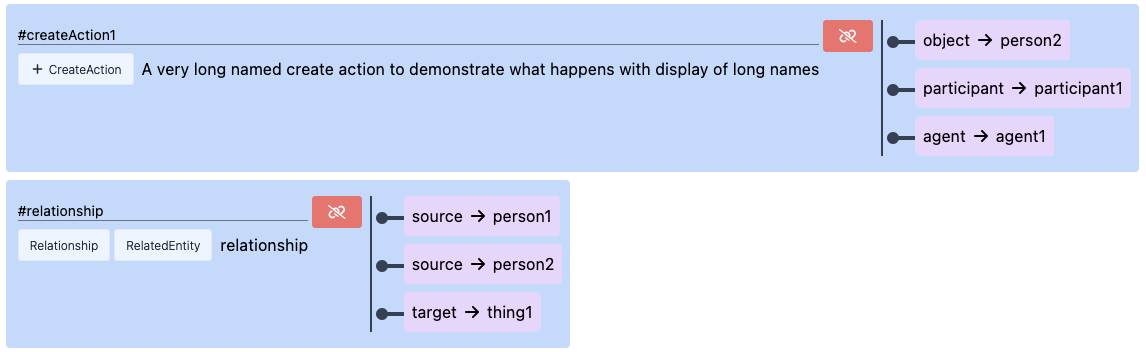 #createAction1
+ CreateAction A very long named create action to demonstrate what happens with display of long names
object → person2
participant → participant1
agent → agent1
#relationship
Relationship RelatedEntity relationship
source → person1
source → person2
target → thing1